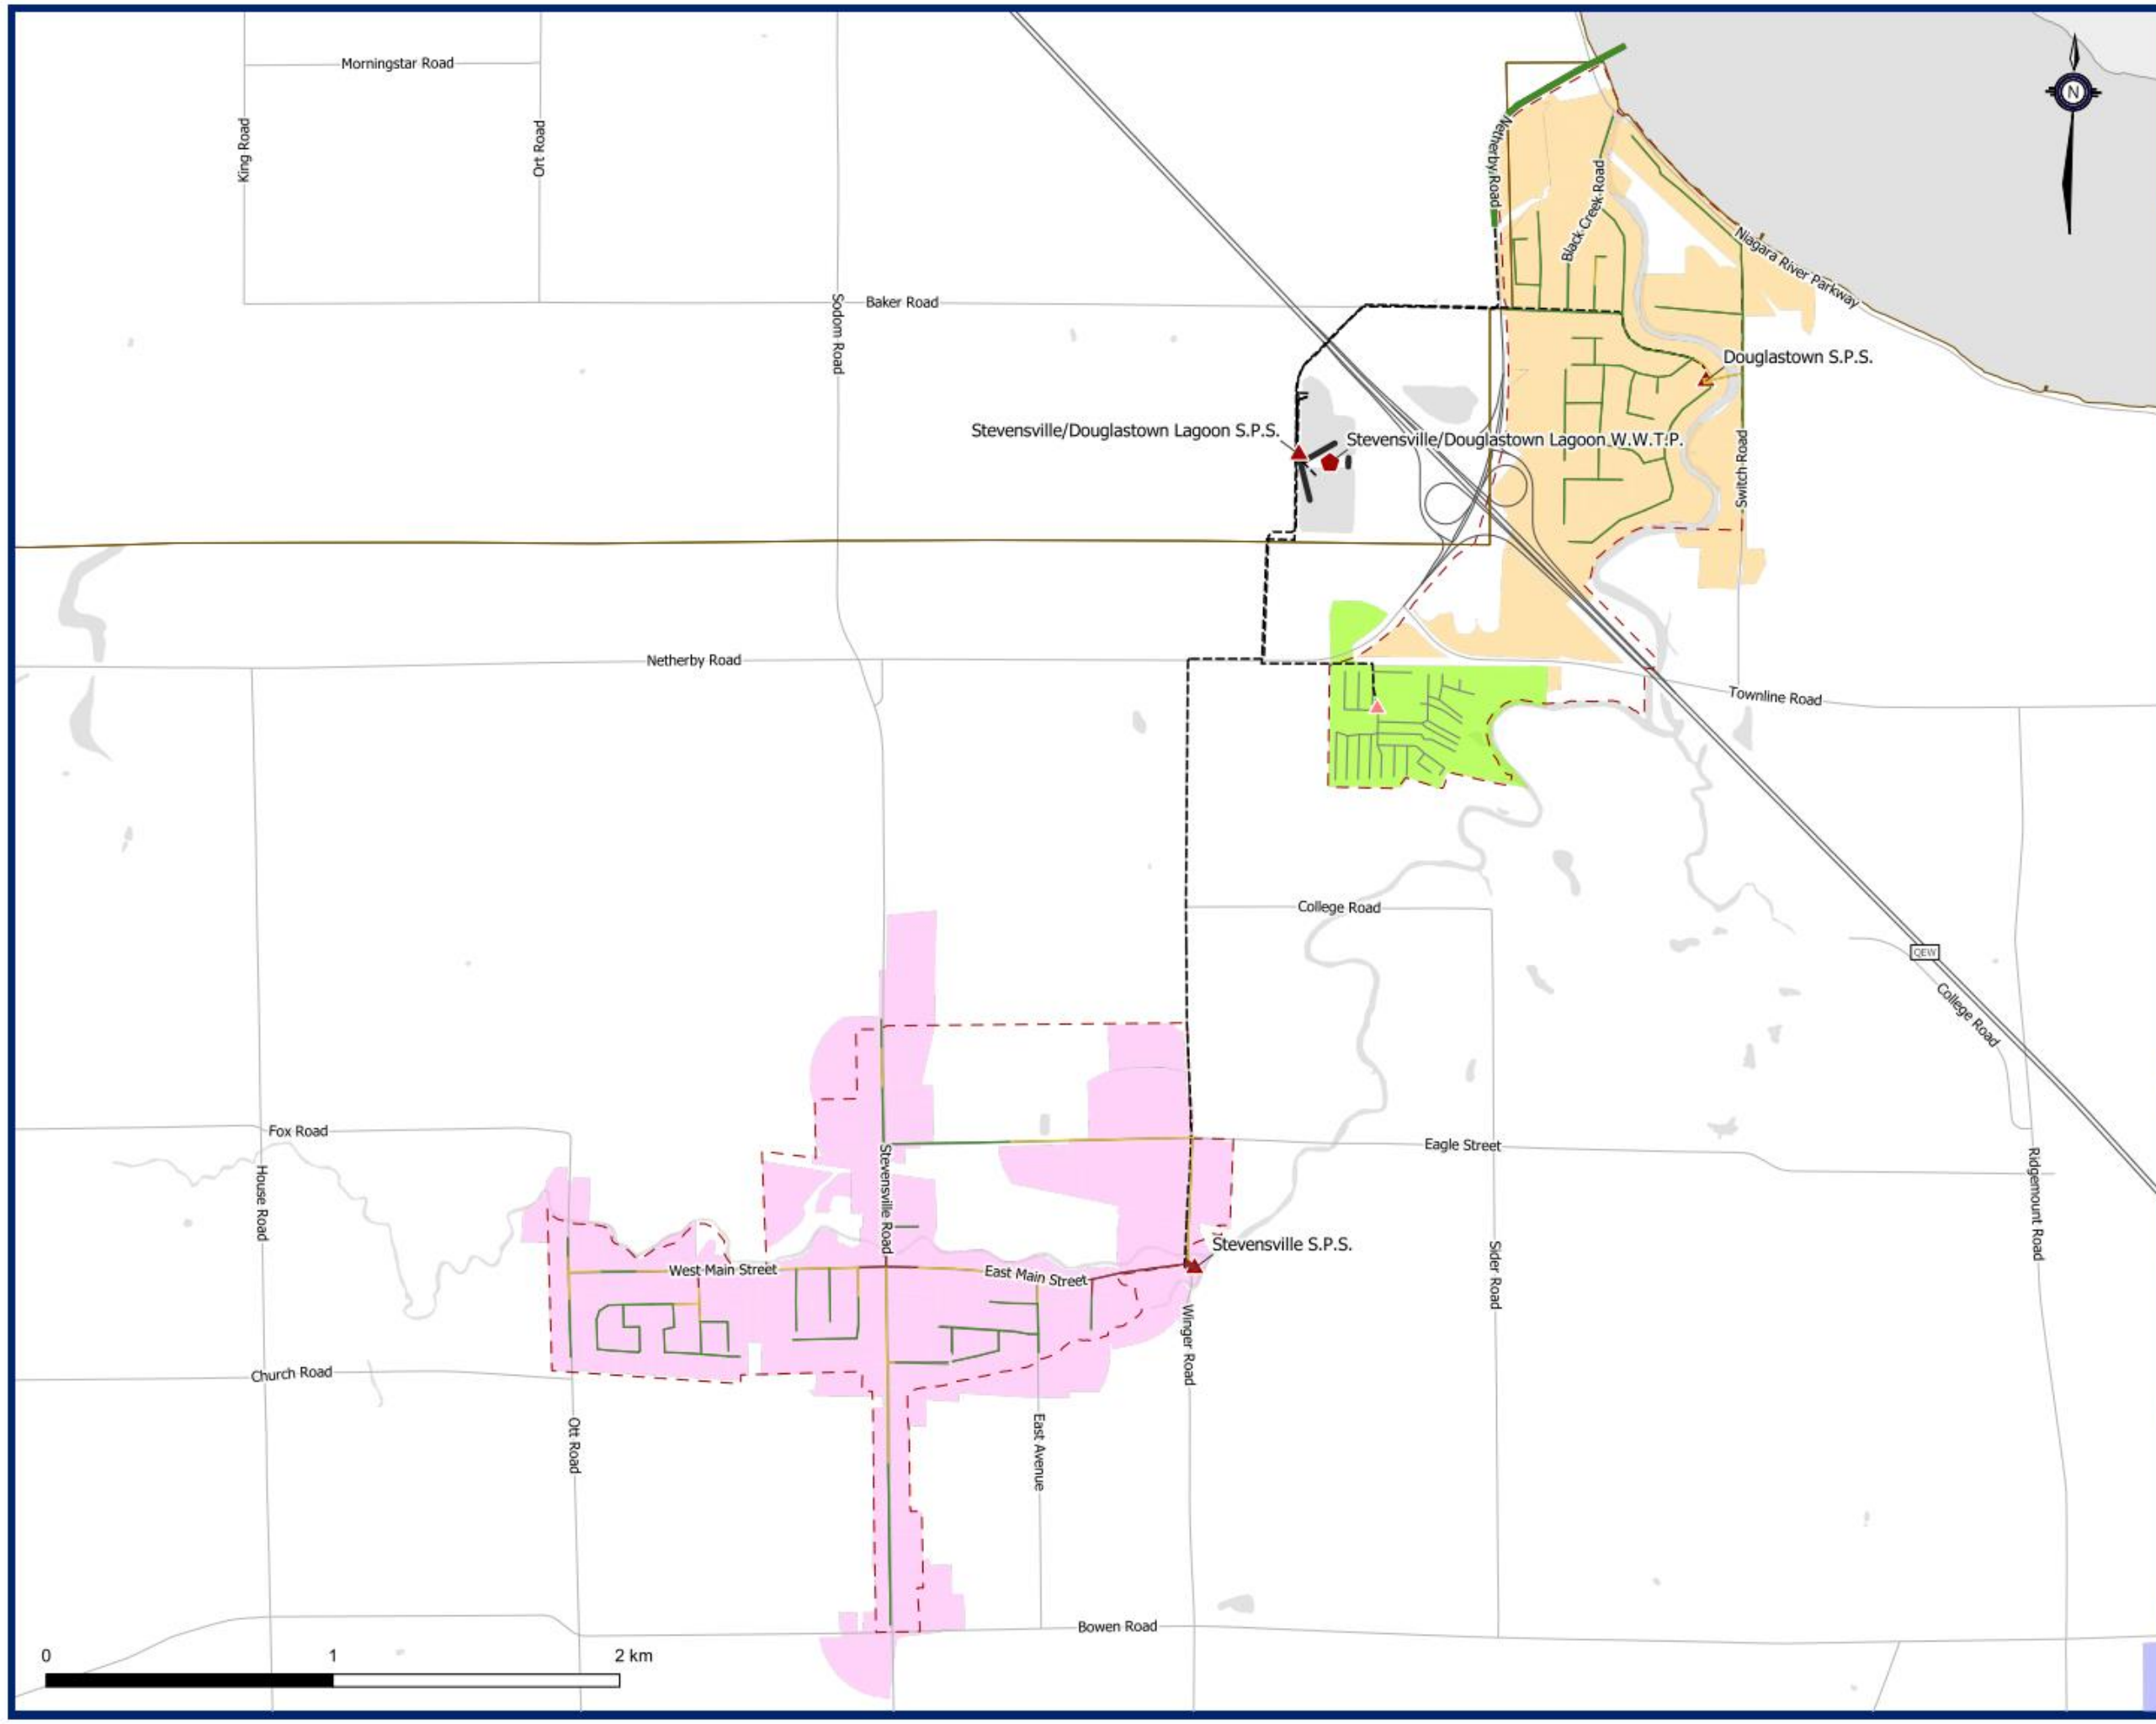 Morningstar Road
King Road
Ort Road
N
Netherby Road
Black Creek Road
Niagara River Parkway
Sodom Road
Baker Road
Douglastown S.P.S.
Stevensville/Douglastown Lagoon S.P.S.
Stevensville/Douglastown Lagoon W.W.T.P.
Switch Road
Netherby Road
Townline Road
College Road
QEW
College Road
Fox Road
House Road
Stevensville Road
Eagle Street
Ridgemount Road
Stevensville S.P.S.
Sider Road
West Main Street
East Main Street
Winger Road
Church Road
Ott Road
East Avenue
Bowen Road
0 1 2 km